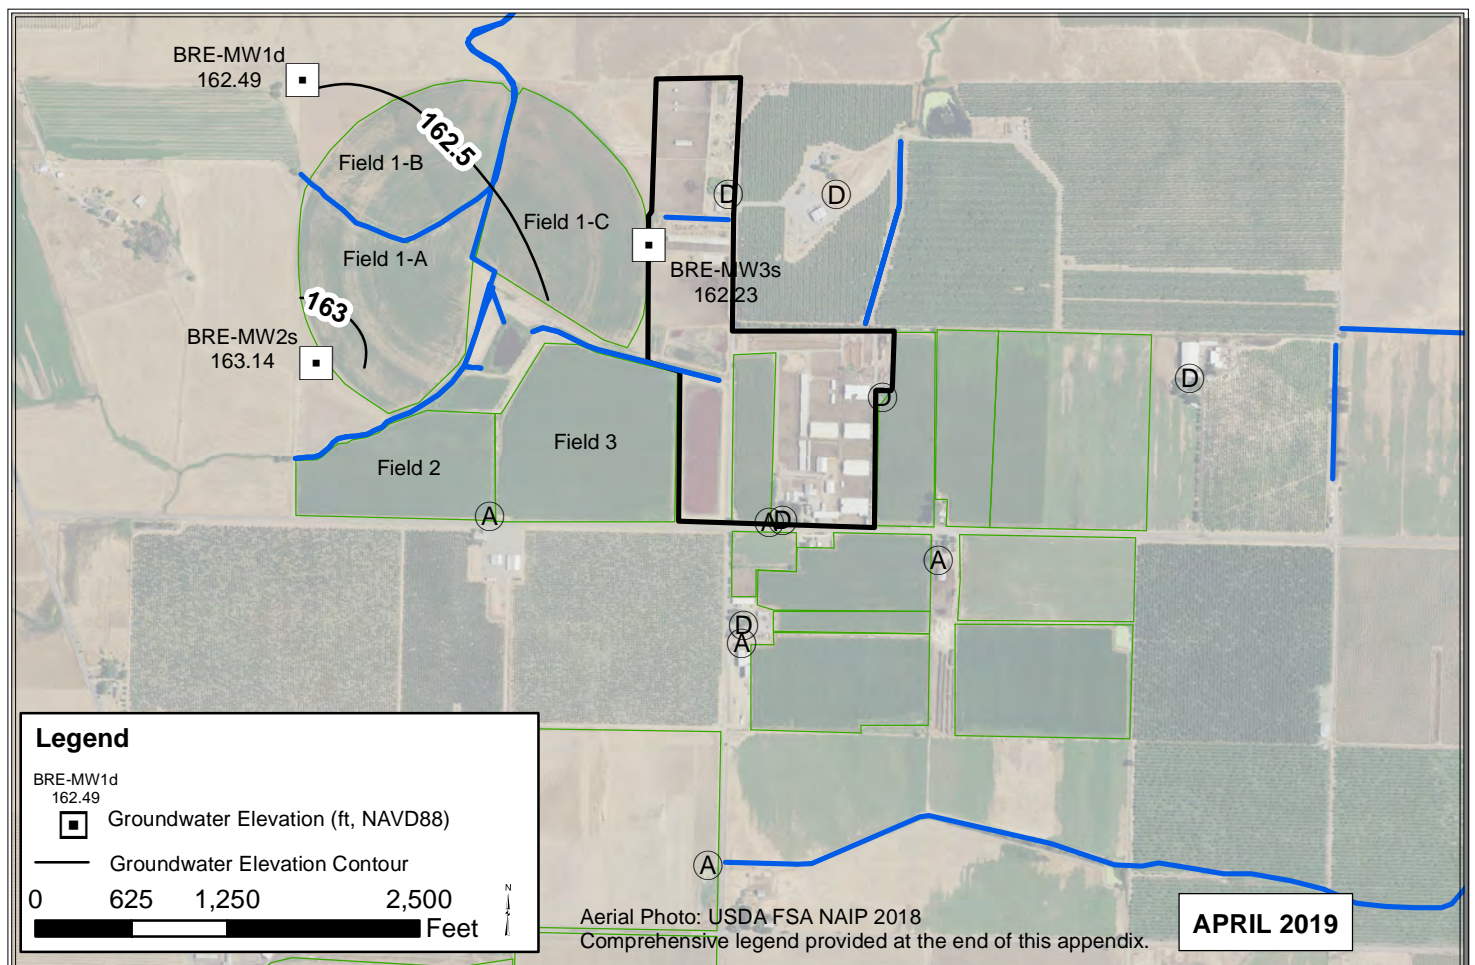 BRE-MW1d
162.49
162.5
Field 1-B
D
D
Field 1-C
Field 1-A
BRE-MW3s
162.23
163
BRE-MW2s
163.14
D
D
Field 3
Field 2
A
A D
A
D
A
A
Legend
BRE-MW1d
162.49
Groundwater Elevation (ft, NAVD88)
Groundwater Elevation Contour
0 625 1,250 2,500
Feet
N
Aerial Photo: USDA FSA NAIP 2018
Comprehensive legend provided at the end of this appendix.
APRIL 2019